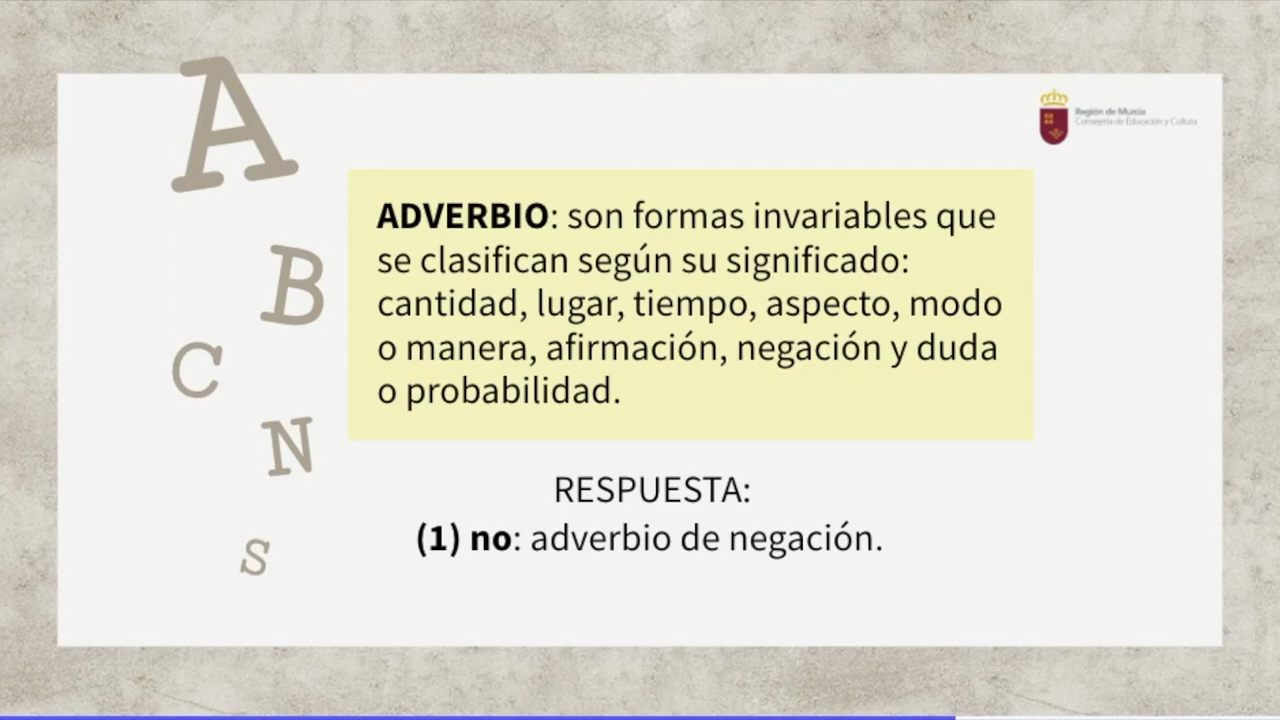 A
Región de Murcia
Consejería de Educación y Cultura
ADVERBIO: son formas invariables que
se clasifican según su significado:
cantidad, lugar, tiempo, aspecto, modo
o manera, afirmación, negación y duda
o probabilidad.
B
C
N
S
RESPUESTA:
(1) no: adverbio de negación.